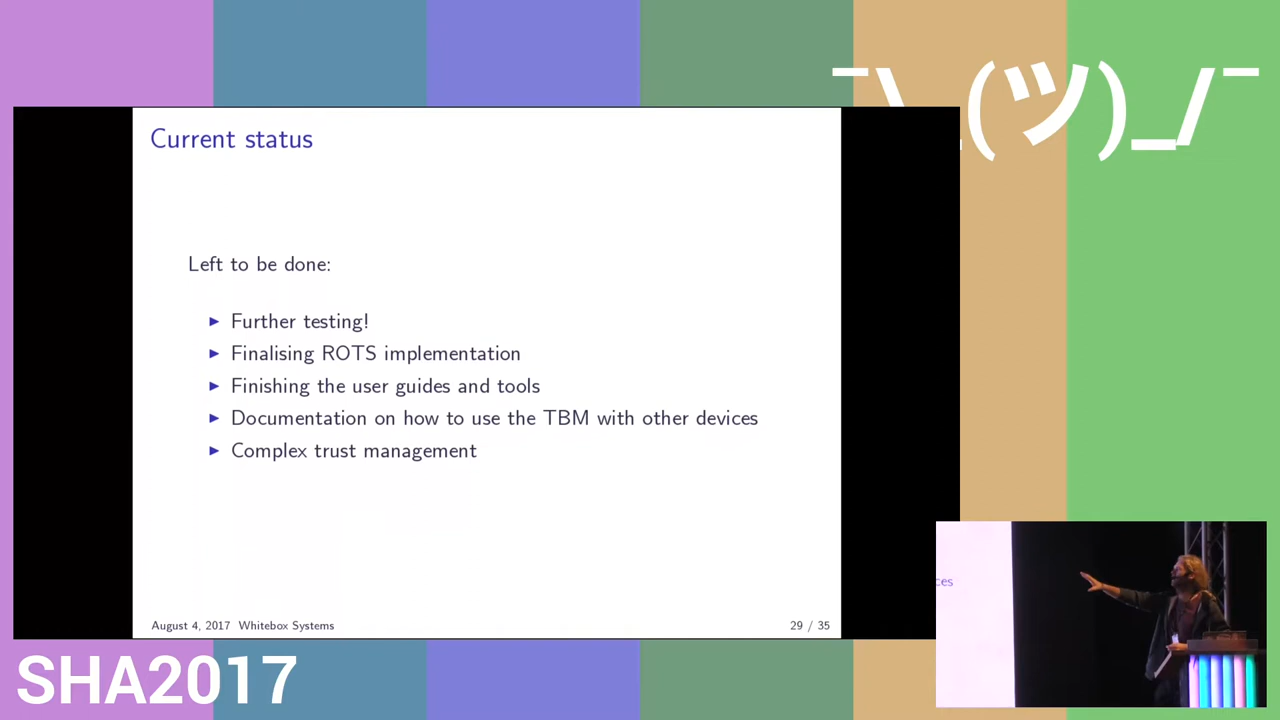 ¯\_(ツ)_/¯
Current status
Left to be done:
Further testing!
Finalising ROTS implementation
Finishing the user guides and tools
Documentation on how to use the TBM with other devices
Complex trust management
August 4, 2017 Whitebox Systems
29 / 35
ces
SHA2017